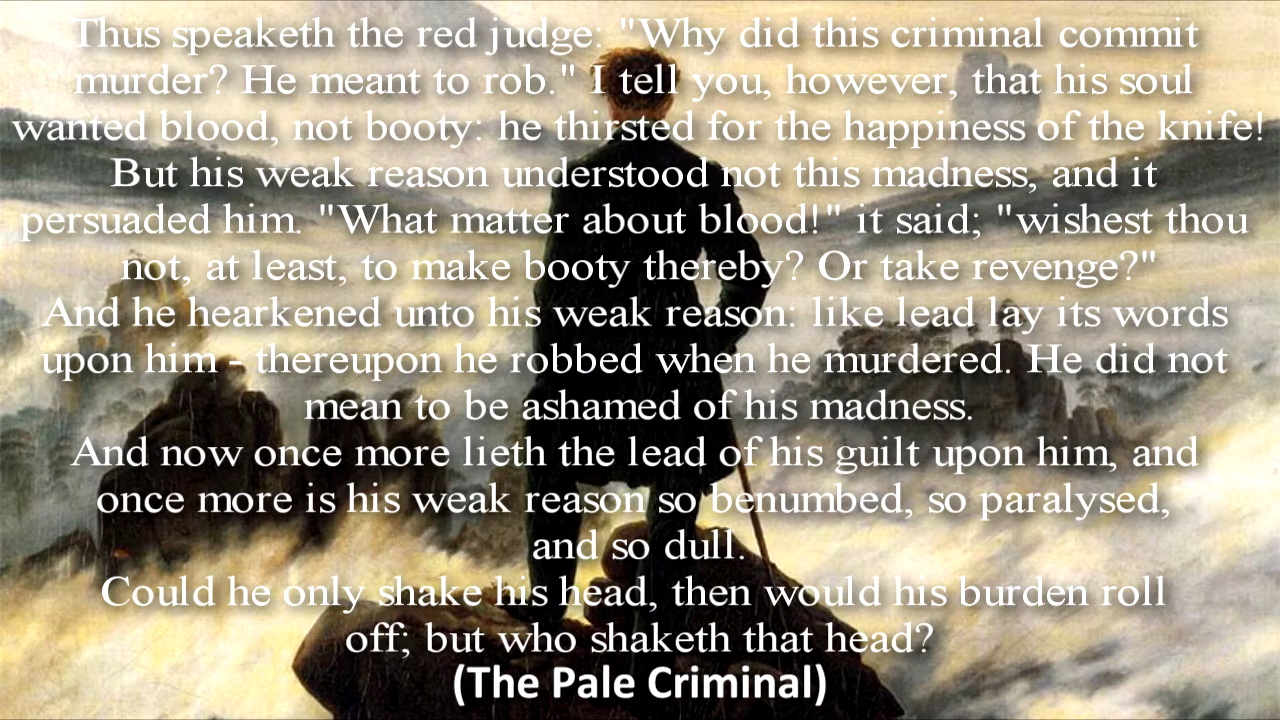 Thus speaketh the red judge: "Why did this criminal commit
murder? He meant to rob." I tell you, however, that his soul
wanted blood, not booty: he thirsted for the happiness of the knife!
But his weak reason understood not this madness, and it
persuaded him. "What matter about blood!" it said; "wishest thou
not, at least, to make booty thereby? Or take revenge?"
And he hearkened unto his weak reason: like lead lay its words
upon him - thereupon he robbed when he murdered. He did not
mean to be ashamed of his madness.
And now once more lieth the lead of his guilt upon him, and
once more is his weak reason so benumbed, so paralysed,
and so dull.
Could he only shake his head, then would his burden roll
off; but who shaketh that head?
(The Pale Criminal)